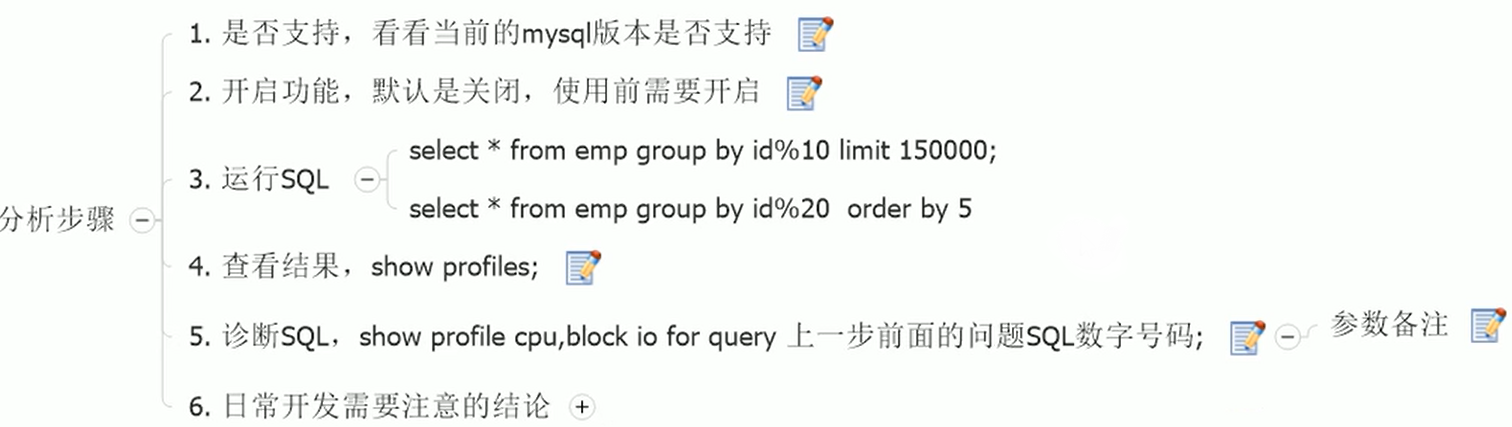 分析步骤
1. 是否支持，看看当前的mysql版本是否支持
2. 开启功能，默认是关闭，使用前需要开启
3. 运行SQL
select * from emp group by id%10 limit 150000;
select * from emp group by id%20  order by 5
4. 查看结果，show profiles;
5. 诊断SQL，show profile cpu,block io for query 上一步前面的问题SQL数字号码;
参数备注
6. 日常开发需要注意的结论